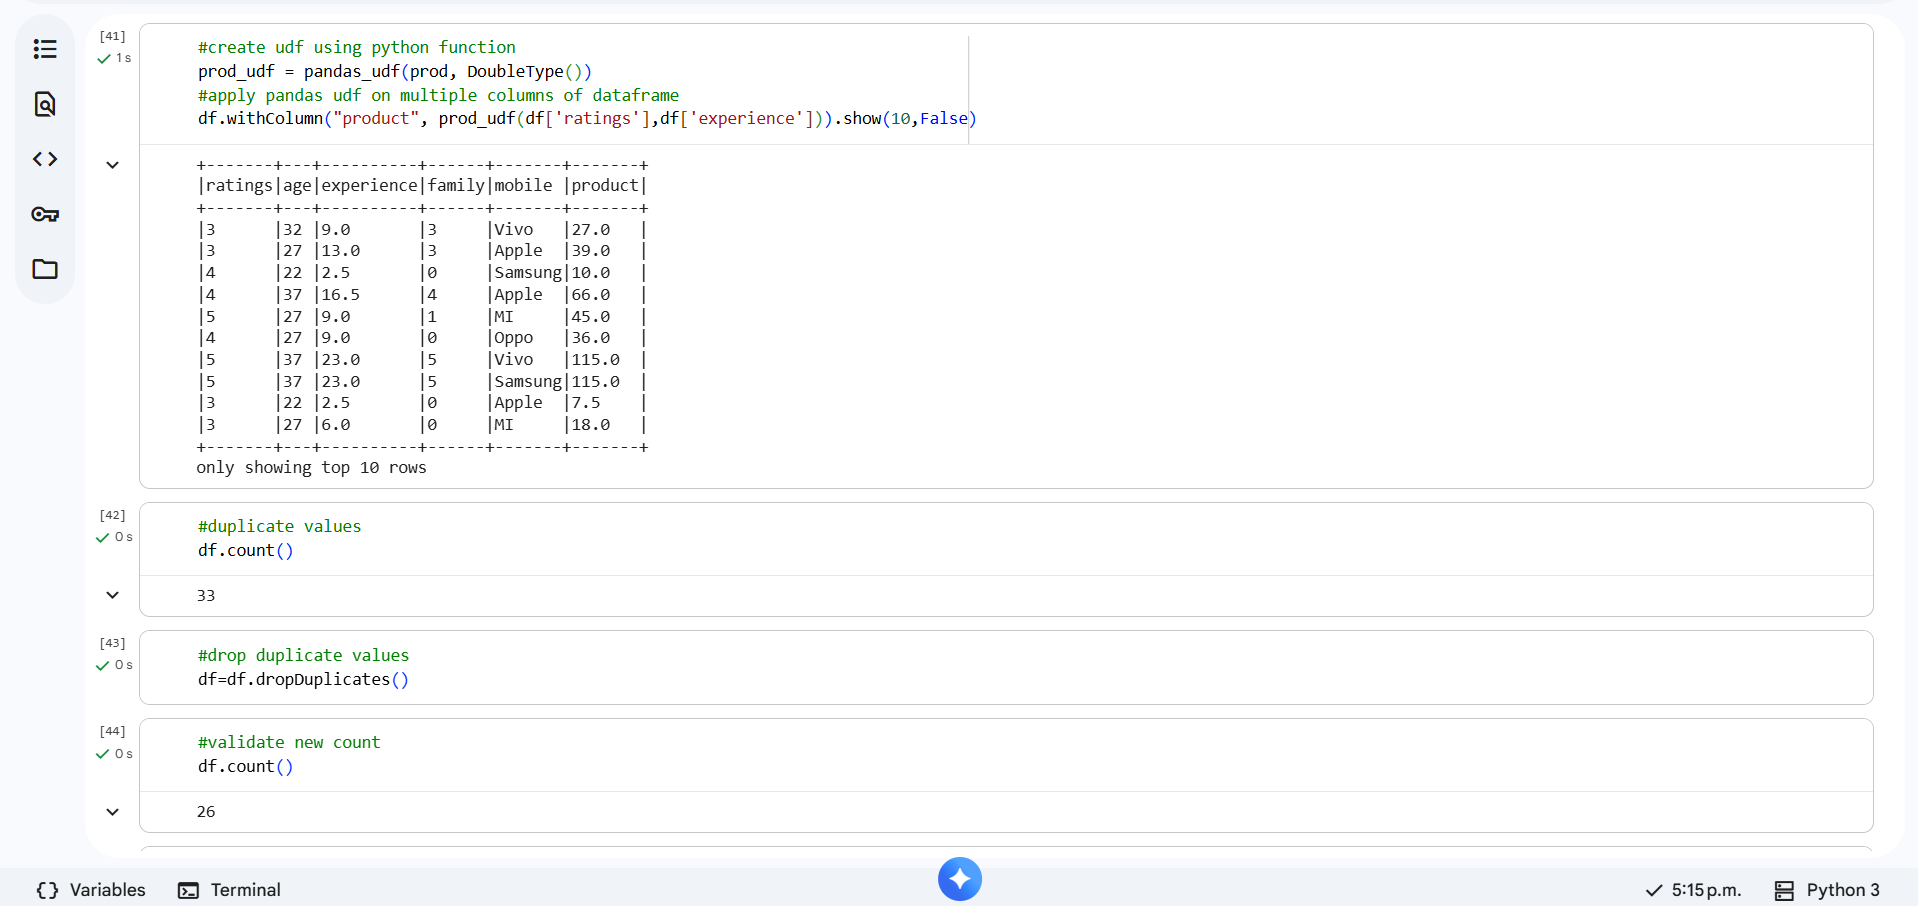 [41]
1 s
#create udf using python function
prod_udf = pandas_udf(prod, DoubleType())
#apply pandas udf on multiple columns of dataframe
df.withColumn("product", prod_udf(df['ratings'],df['experience'])).show(10,False)
+-------+---+----------+------+-------+-------+
|ratings|age|experience|family|mobile |product|
+-------+---+----------+------+-------+-------+
|3      |32 |9.0       |3     |Vivo   |27.0   |
|3      |27 |13.0      |3     |Apple  |39.0   |
|4      |22 |2.5       |0     |Samsung|10.0   |
|4      |37 |16.5      |4     |Apple  |66.0   |
|5      |27 |9.0       |1     |MI     |45.0   |
|4      |27 |9.0       |0     |Oppo   |36.0   |
|5      |37 |23.0      |5     |Vivo   |115.0  |
|5      |37 |23.0      |5     |Samsung|115.0  |
|3      |22 |2.5       |0     |Apple  |7.5    |
|3      |27 |6.0       |0     |MI     |18.0   |
+-------+---+----------+------+-------+-------+
only showing top 10 rows
[42]
0 s
#duplicate values
df.count()
33
[43]
0 s
#drop duplicate values
df=df.dropDuplicates()
[44]
0 s
#validate new count
df.count()
26
Variables
Terminal
5:15 p.m.
Python 3